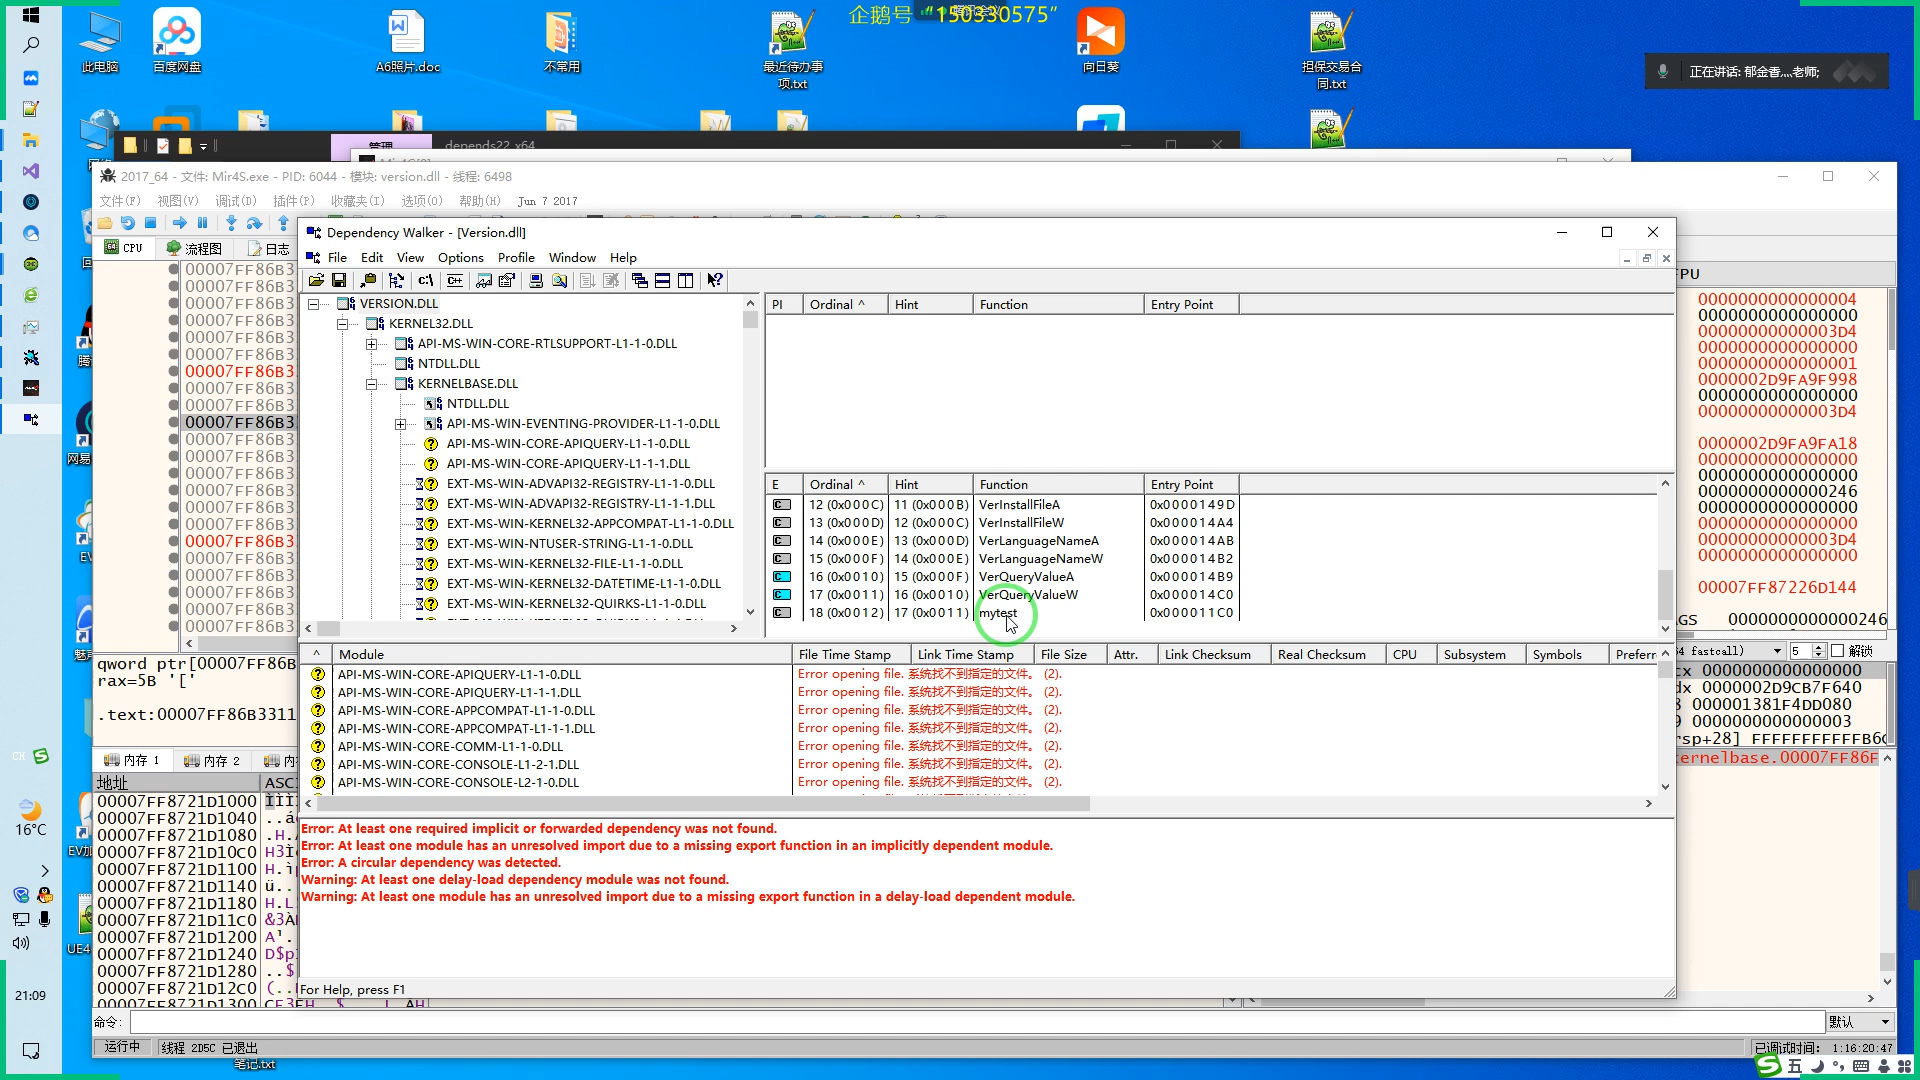 企鹅号 “150330575”
此电脑
百度网盘
A6照片.doc
不常用
最近待办事项.txt
向日葵
担保交易合同.txt
正在讲话: 郁金香灬老师;
管理
depends22_x64
2017_64 - 文件: Mir4S.exe - PID: 6044 - 模块: version.dll - 线程: 6498
文件(F) 视图(V) 调试(D) 插件(P) 收藏夹(I) 选项(O) 帮助(H) Jun 7 2017
CPU 流程图 日志
Dependency Walker - [Version.dll]
File Edit View Options Profile Window Help
VERSION.DLL
KERNEL32.DLL
API-MS-WIN-CORE-RTLSUPPORT-L1-1-0.DLL
NTDLL.DLL
KERNELBASE.DLL
NTDLL.DLL
API-MS-WIN-EVENTING-PROVIDER-L1-1-0.DLL
API-MS-WIN-CORE-APIQUERY-L1-1-0.DLL
API-MS-WIN-CORE-APIQUERY-L1-1-1.DLL
EXT-MS-WIN-ADVAPI32-REGISTRY-L1-1-0.DLL
EXT-MS-WIN-ADVAPI32-REGISTRY-L1-1-1.DLL
EXT-MS-WIN-KERNEL32-APPCOMPAT-L1-1-0.DLL
EXT-MS-WIN-NTUSER-STRING-L1-1-0.DLL
EXT-MS-WIN-KERNEL32-FILE-L1-1-0.DLL
EXT-MS-WIN-KERNEL32-DATETIME-L1-1-0.DLL
EXT-MS-WIN-KERNEL32-QUIRKS-L1-1-0.DLL
PI Ordinal ^ Hint Function Entry Point
E Ordinal ^ Hint Function Entry Point
12 (0x000C) 11 (0x000B) VerInstallFileA 0x0000149D
13 (0x000D) 12 (0x000C) VerInstallFileW 0x000014A4
14 (0x000E) 13 (0x000D) VerLanguageNameA 0x000014AB
15 (0x000F) 14 (0x000E) VerLanguageNameW 0x000014B2
16 (0x0010) 15 (0x000F) VerQueryValueA 0x000014B9
17 (0x0011) 16 (0x0010) VerQueryValueW 0x000014C0
18 (0x0012) 17 (0x0011) mytest 0x000011C0
^ Module File Time Stamp Link Time Stamp File Size Attr. Link Checksum Real Checksum CPU Subsystem Symbols Preferr
API-MS-WIN-CORE-APIQUERY-L1-1-0.DLL Error opening file. 系统找不到指定的文件。 (2).
API-MS-WIN-CORE-APIQUERY-L1-1-1.DLL Error opening file. 系统找不到指定的文件。 (2).
API-MS-WIN-CORE-APPCOMPAT-L1-1-0.DLL Error opening file. 系统找不到指定的文件。 (2).
API-MS-WIN-CORE-APPCOMPAT-L1-1-1.DLL Error opening file. 系统找不到指定的文件。 (2).
API-MS-WIN-CORE-COMM-L1-1-0.DLL Error opening file. 系统找不到指定的文件。 (2).
API-MS-WIN-CORE-CONSOLE-L1-2-1.DLL Error opening file. 系统找不到指定的文件。 (2).
API-MS-WIN-CORE-CONSOLE-L2-1-0.DLL Error opening file. 系统找不到指定的文件。 (2).
Error: At least one required implicit or forwarded dependency was not found.
Error: At least one module has an unresolved import due to a missing export function in an implicitly dependent module.
Error: A circular dependency was detected.
Warning: At least one delay-load dependency module was not found.
Warning: At least one module has an unresolved import due to a missing export function in a delay-load dependent module.
For Help, press F1
qword ptr[00007FF86B
rax=5B '['
.text:00007FF86B3311
内存 1 内存 2
地址 ASC
00007FF8721D1000
00007FF8721D1040
00007FF8721D1080
00007FF8721D10C0
00007FF8721D1100
00007FF8721D1140
00007FF8721D1180
00007FF8721D11C0
00007FF8721D1200
00007FF8721D1240
00007FF8721D1280
00007FF8721D12C0
00007FF8721D1300
0000000000000004
0000000000000000
00000000000003D4
0000000000000000
0000000000000001
0000002D9FA9F998
0000000000000000
00000000000003D4
0000002D9FA9FA18
0000000000000000
0000000000000000
0000000000000246
0000000000000000
0000000000000000
00000000000003D4
0000000000000000
00007FF87226D144
GS 0000000000000246
fastcall) 5 解锁
cx 0000000000000000
dx 0000002D9CB7F640
8 000001381F4DD080
9 0000000000000003
rsp+28] FFFFFFFFFFFB6
ernelbase.00007FF86F
命令:
默认
运行中 线程 2D5C 已退出
已调试时间: 1:16:20:47
笔记.txt
16°C
21:09
五